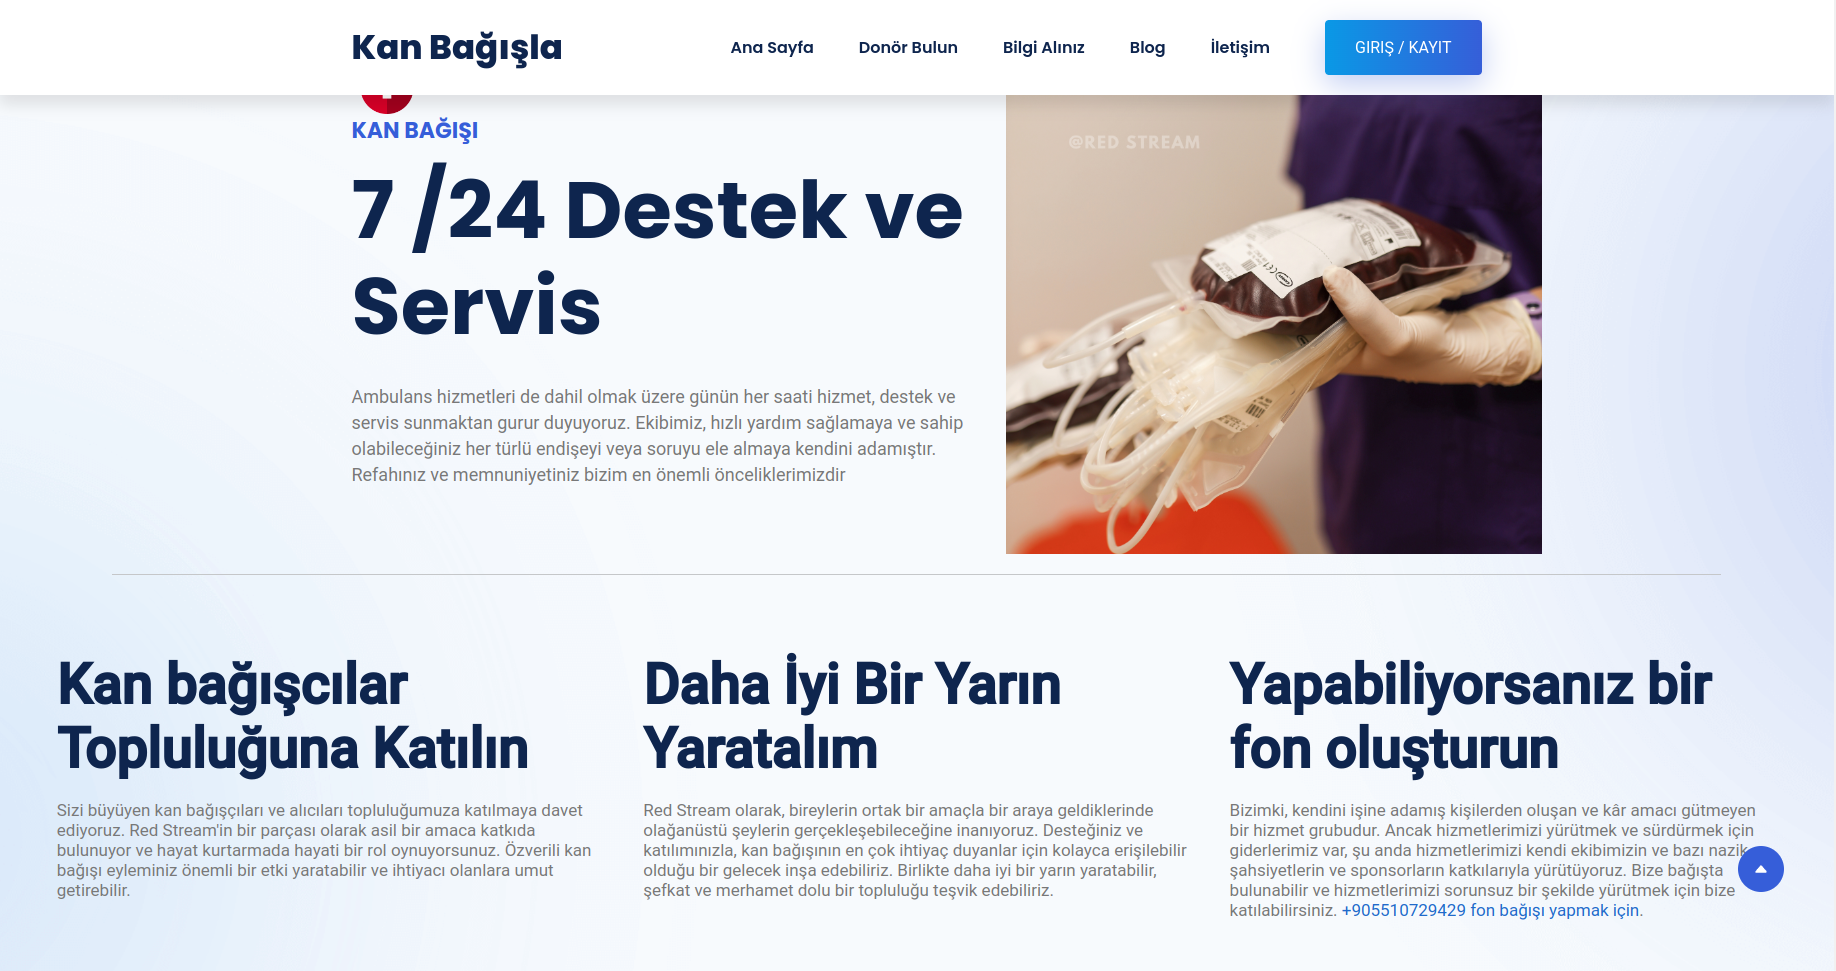 Kan Bağışla
Ana Sayfa
Donör Bulun
Bilgi Alınız
Blog
İletişim
GIRIŞ / KAYIT
KAN BAĞIŞI
7 /24 Destek ve
Servis
Ambulans hizmetleri de dahil olmak üzere günün her saati hizmet, destek ve
servis sunmaktan gurur duyuyoruz. Ekibimiz, hızlı yardım sağlamaya ve sahip
olabileceğiniz her türlü endişeyi veya soruyu ele almaya kendini adamıştır.
Refahınız ve memnuniyetiniz bizim en önemli önceliklerimizdir
@RED STREAM
Kan bağışcılar
Topluluğuna Katılın
Sizi büyüyen kan bağışçıları ve alıcıları topluluğumuza katılmaya davet
ediyoruz. Red Stream'in bir parçası olarak asil bir amaca katkıda
bulunuyor ve hayat kurtarmada hayati bir rol oynuyorsunuz. Özverili kan
bağışı eyleminiz önemli bir etki yaratabilir ve ihtiyacı olanlara umut
getirebilir.
Daha İyi Bir Yarın
Yaratalım
Red Stream olarak, bireylerin ortak bir amaçla bir araya geldiklerinde
olağanüstü şeylerin gerçekleşebileceğine inanıyoruz. Desteğiniz ve
katılımınızla, kan bağışının en çok ihtiyaç duyanlar için kolayca erişilebilir
olduğu bir gelecek inşa edebiliriz. Birlikte daha iyi bir yarın yaratabilir,
şefkat ve merhamet dolu bir topluluğu teşvik edebiliriz.
Yapabiliyorsanız bir
fon oluşturun
Bizimki, kendini işine adamış kişilerden oluşan ve kâr amacı gütmeyen
bir hizmet grubudur. Ancak hizmetlerimizi yürütmek ve sürdürmek için
giderlerimiz var, şu anda hizmetlerimizi kendi ekibimizin ve bazı nazik
şahsiyetlerin ve sponsorların katkılarıyla yürütüyoruz. Bize bağışta
bulunabilir ve hizmetlerimizi sorunsuz bir şekilde yürütmek için bize
katılabilirsiniz. +905510729429 fon bağışı yapmak için.